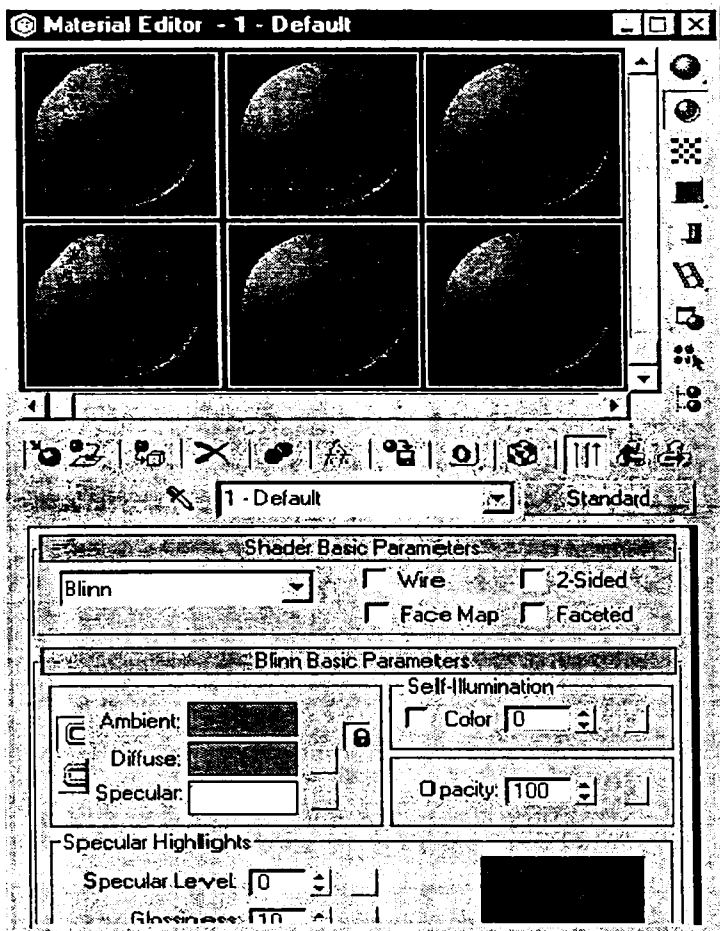 Material Editor - 1 - Default
1 - Default
Standard
Shader Basic Parameters
Blinn
Wire
2-Sided
Face Map
Faceted
Blinn Basic Parameters
Self-Illumination
Ambient:
Color 0
Diffuse:
Specular:
Opacity: 100
Specular Highlights
Specular Level: 0
Glossiness: 10